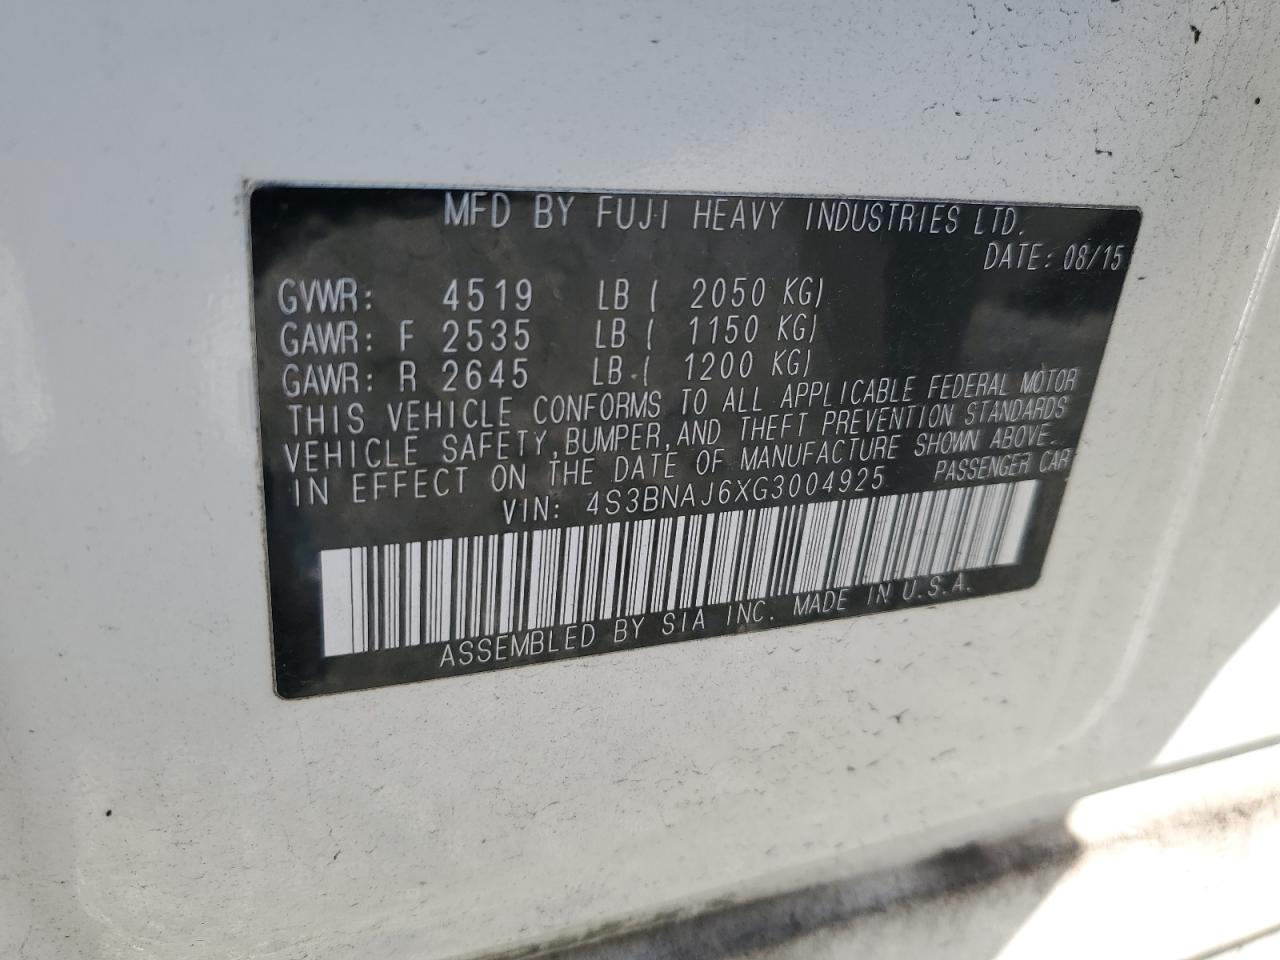 MFD BY FUJI HEAVY INDUSTRIES LTD.
DATE: 08/15
GVWR: 4519 LB ( 2050 KG)
GAWR: F 2535 LB ( 1150 KG)
GAWR: R 2645 LB ( 1200 KG)
THIS VEHICLE CONFORMS TO ALL APPLICABLE FEDERAL MOTOR
VEHICLE SAFETY, BUMPER, AND THEFT PREVENTION STANDARDS
IN EFFECT ON THE DATE OF MANUFACTURE SHOWN ABOVE.
VIN: 4S3BNAJ6XG3004925 PASSENGER CAR
ASSEMBLED BY SIA INC. MADE IN U.S.A.